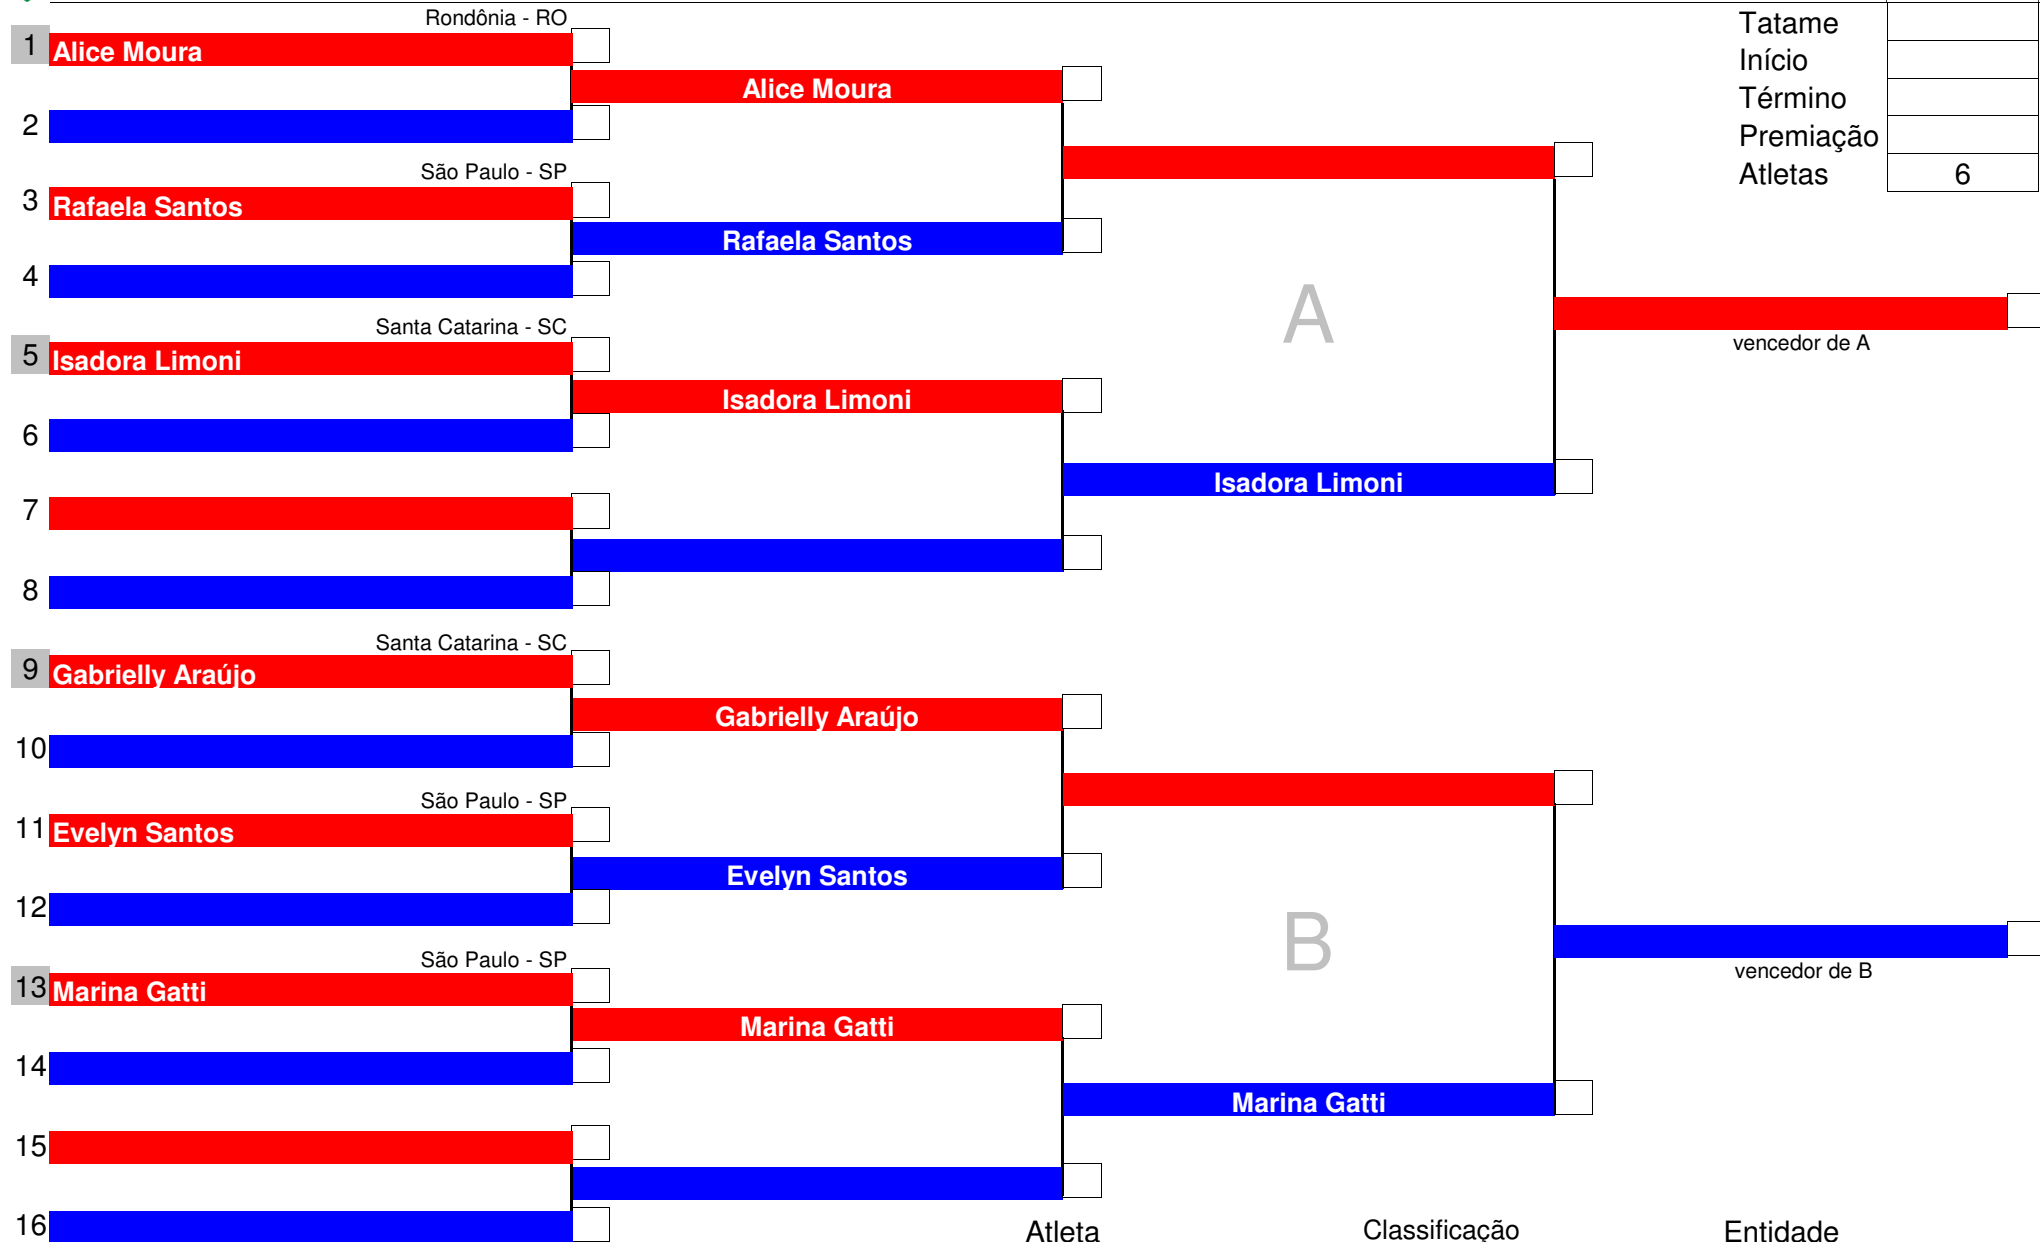 Rondônia - RO
1 Alice Moura
Alice Moura
2
São Paulo - SP
3 Rafaela Santos
Rafaela Santos
4
Santa Catarina - SC
5 Isadora Limoni
Isadora Limoni
6
Isadora Limoni
7
8
Santa Catarina - SC
9 Gabrielly Araújo
Gabrielly Araújo
10
São Paulo - SP
11 Evelyn Santos
Evelyn Santos
12
São Paulo - SP
13 Marina Gatti
Marina Gatti
14
Marina Gatti
15
16
A
vencedor de A
B
vencedor de B
Tatame
Início
Término
Premiação
Atletas 6
Atleta Classificação Entidade